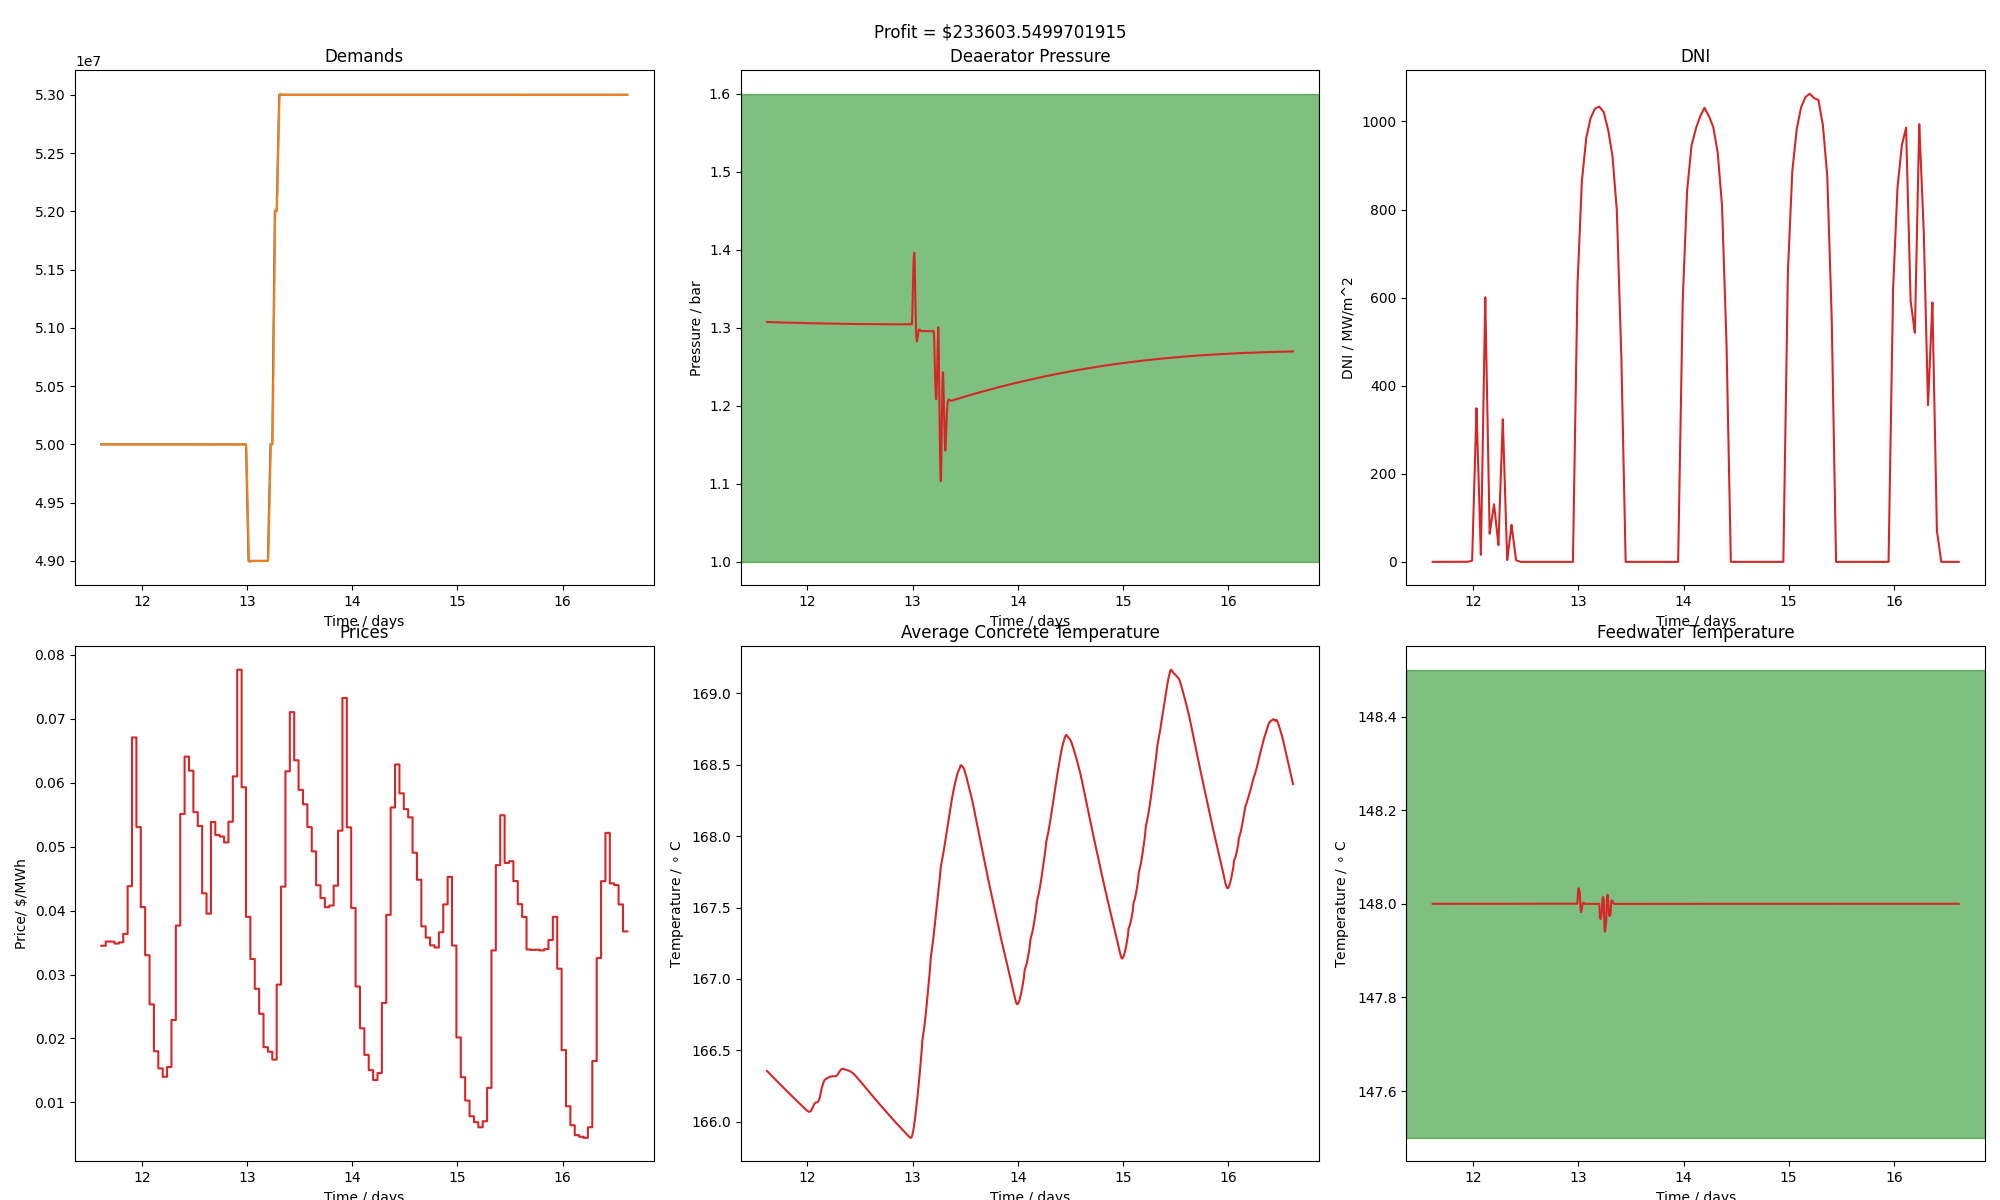 Profit = $233603.5499701915
Demands
1e7
5.30
5.25
5.20
5.15
5.10
5.05
5.00
4.95
4.90
12 13 14 15 16
Time / days
Deaerator Pressure
Pressure / bar
1.6
1.5
1.4
1.3
1.2
1.1
1.0
12 13 14 15 16
Time / days
DNI
DNI / MW/m^2
1000
800
600
400
200
0
12 13 14 15 16
Time / days
Prices
Price/ $/MWh
0.08
0.07
0.06
0.05
0.04
0.03
0.02
0.01
12 13 14 15 16
Time / days
Average Concrete Temperature
Temperature / ∘ C
169.0
168.5
168.0
167.5
167.0
166.5
166.0
12 13 14 15 16
Time / days
Feedwater Temperature
Temperature / ∘ C
148.4
148.2
148.0
147.8
147.6
12 13 14 15 16
Time / days